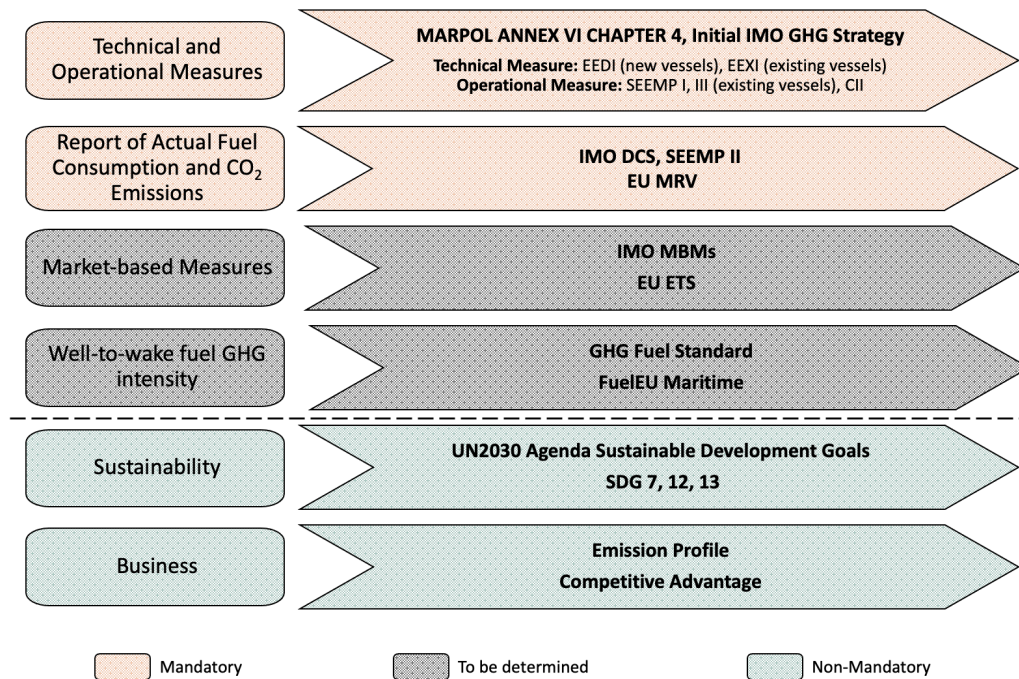 Technical and
Operational Measures
MARPOL ANNEX VI CHAPTER 4, Initial IMO GHG Strategy
Technical Measure: EEDI (new vessels), EEXI (existing vessels)
Operational Measure: SEEMP I, III (existing vessels), CII
Report of Actual Fuel
Consumption and CO₂
Emissions
IMO DCS, SEEMP II
EU MRV
Market-based Measures
IMO MBMs
EU ETS
Well-to-wake fuel GHG
intensity
GHG Fuel Standard
FuelEU Maritime
Sustainability
UN2030 Agenda Sustainable Development Goals
SDG 7, 12, 13
Business
Emission Profile
Competitive Advantage
Mandatory
To be determined
Non-Mandatory